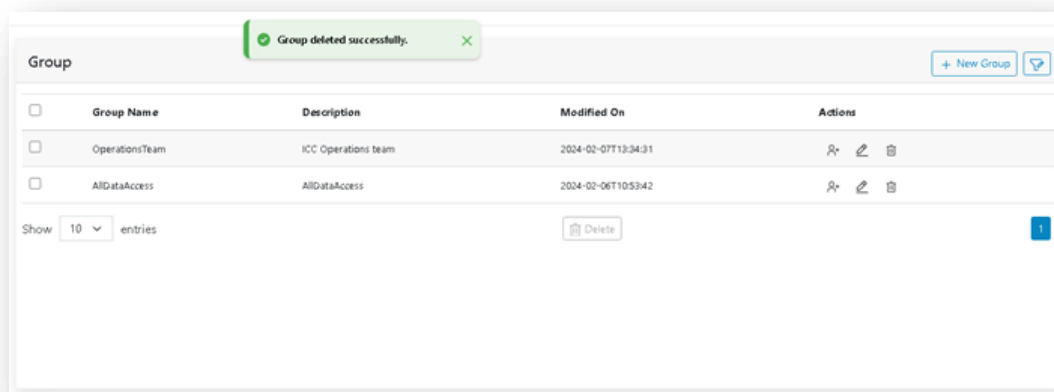 Group deleted successfully.
Group
+ New Group
Group Name Description Modified On Actions
OperationsTeam ICC Operations team 2024-02-07T13:34:31
AllDataAccess AllDataAccess 2024-02-06T10:53:42
Show 10 entries Delete 1